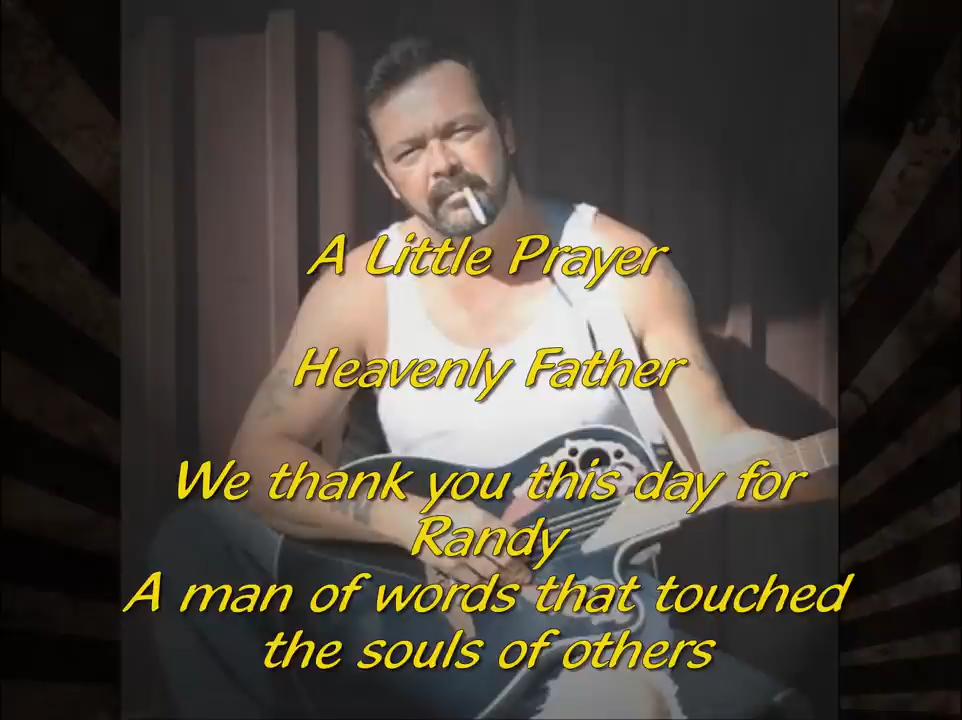 A Little Prayer
Heavenly Father
We thank you this day for
Randy
A man of words that touched
the souls of others